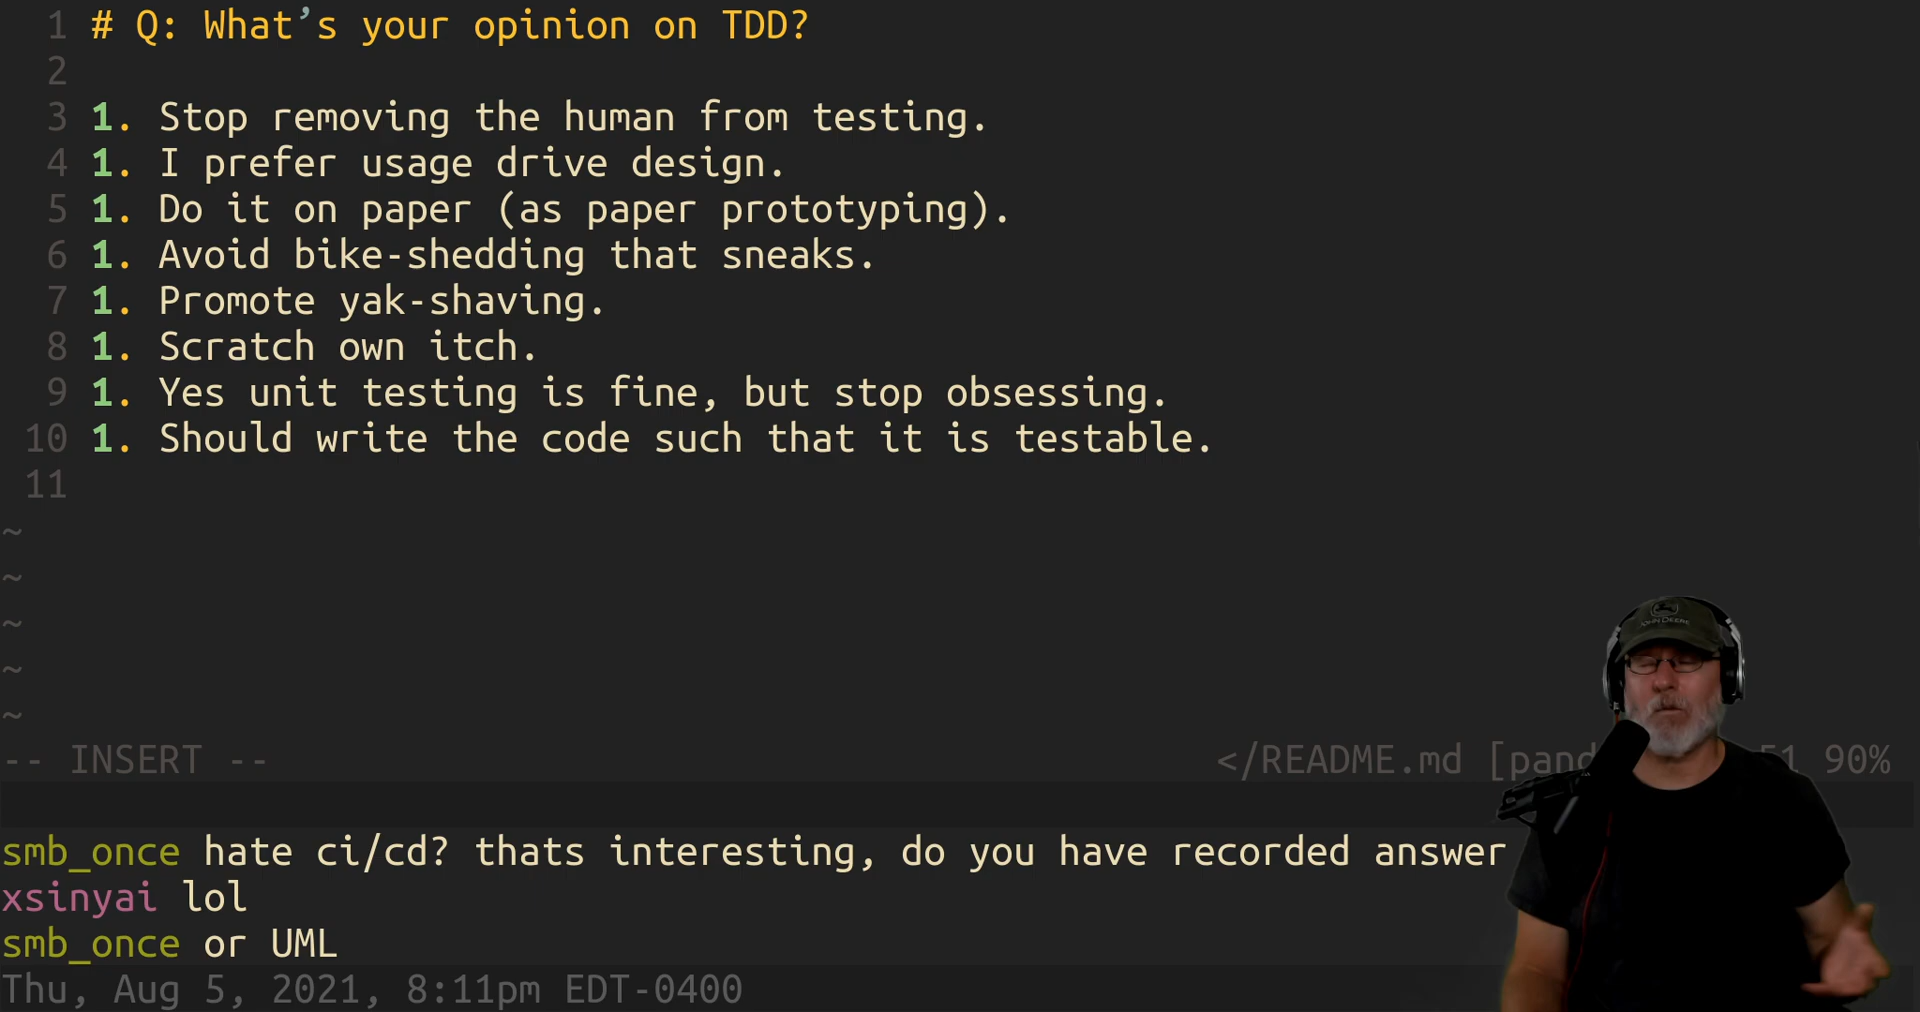 1 # Q: What’s your opinion on TDD?
2
3 1. Stop removing the human from testing.
4 1. I prefer usage drive design.
5 1. Do it on paper (as paper prototyping).
6 1. Avoid bike-shedding that sneaks.
7 1. Promote yak-shaving.
8 1. Scratch own itch.
9 1. Yes unit testing is fine, but stop obsessing.
10 1. Should write the code such that it is testable.
11
~
~
~
~
~
JOHN DEERE
-- INSERT -- </README.md [pand 51 90%
smb_once hate ci/cd? thats interesting, do you have recorded answer
xsinyai lol
smb_once or UML
Thu, Aug 5, 2021, 8:11pm EDT-0400